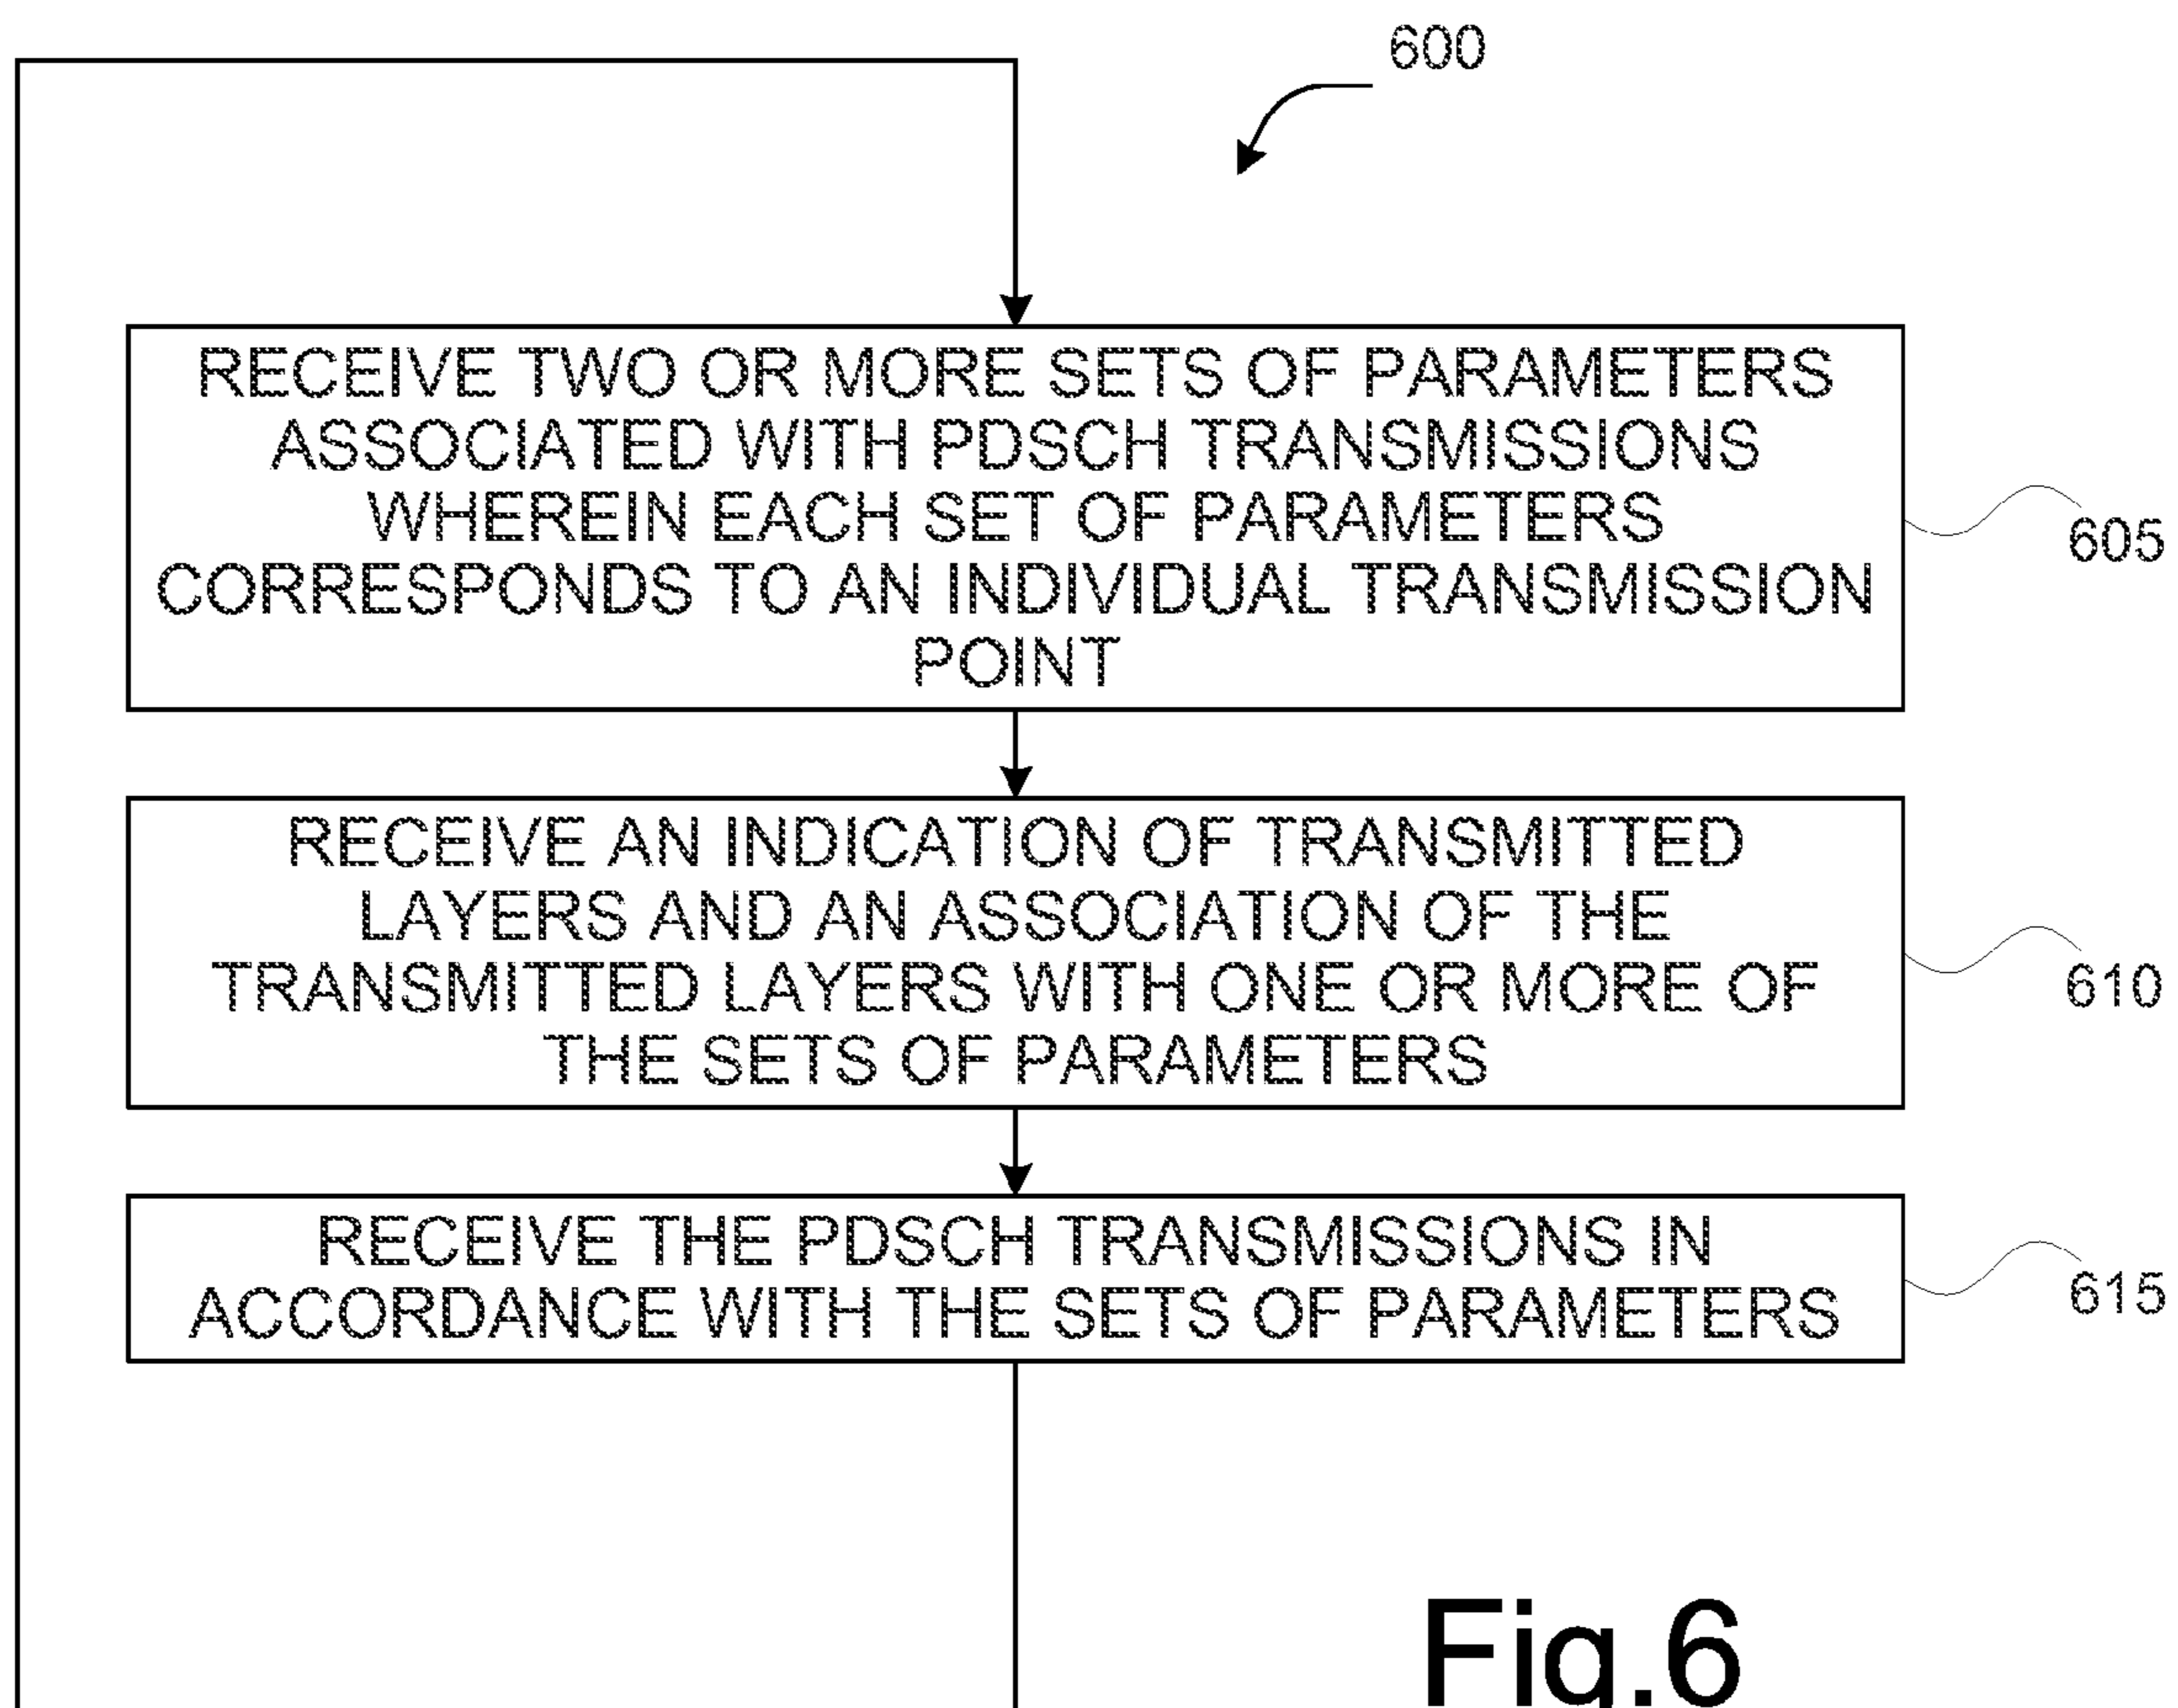 600
RECEIVE TWO OR MORE SETS OF PARAMETERS
ASSOCIATED WITH PDSCH TRANSMISSIONS
WHEREIN EACH SET OF PARAMETERS
CORRESPONDS TO AN INDIVIDUAL TRANSMISSION
POINT
605
RECEIVE AN INDICATION OF TRANSMITTED
LAYERS AND AN ASSOCIATION OF THE
TRANSMITTED LAYERS WITH ONE OR MORE OF
THE SETS OF PARAMETERS
610
RECEIVE THE PDSCH TRANSMISSIONS IN
ACCORDANCE WITH THE SETS OF PARAMETERS
615
Fig.6